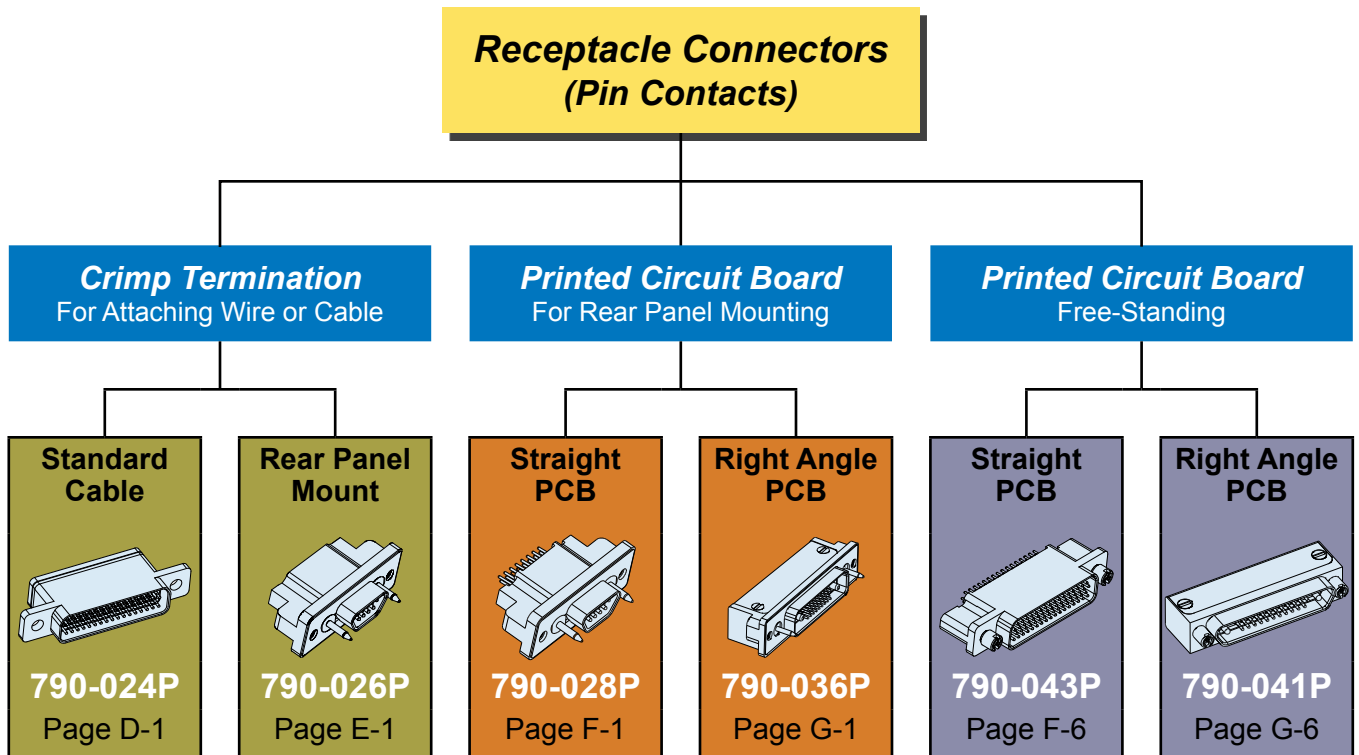 Receptacle Connectors
(Pin Contacts)
Crimp Termination
For Attaching Wire or Cable
Printed Circuit Board
For Rear Panel Mounting
Printed Circuit Board
Free-Standing
Standard
Cable
790-024P
Page D-1
Rear Panel
Mount
790-026P
Page E-1
Straight
PCB
790-028P
Page F-1
Right Angle
PCB
790-036P
Page G-1
Straight
PCB
790-043P
Page F-6
Right Angle
PCB
790-041P
Page G-6